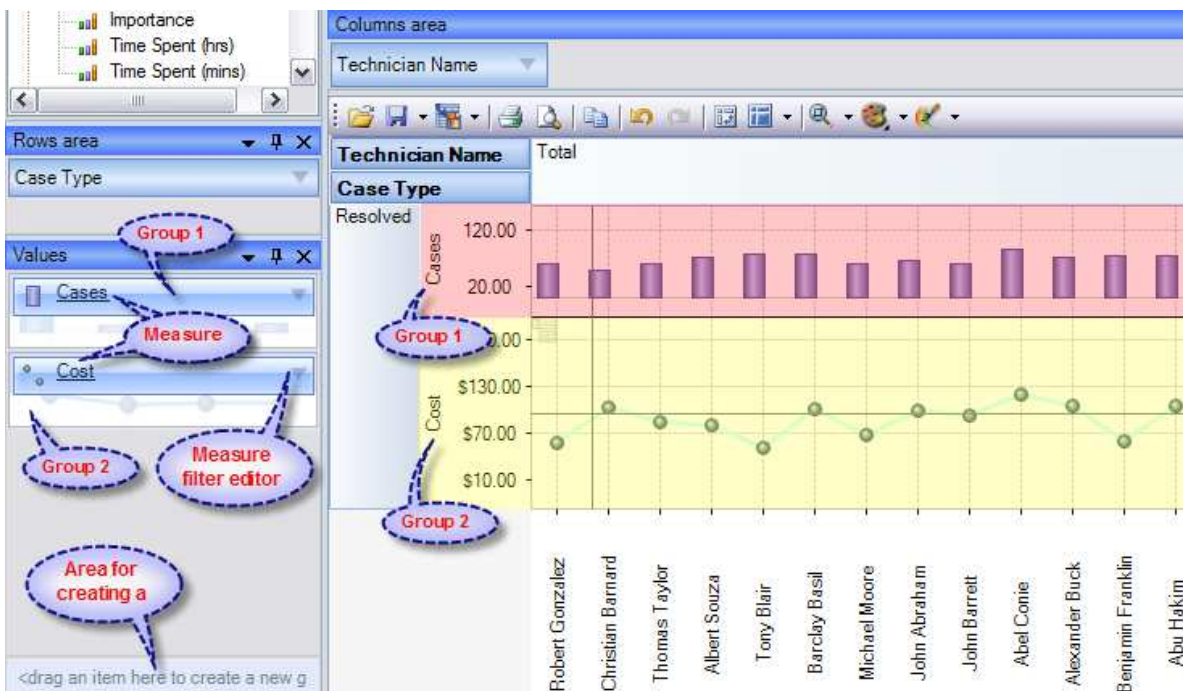 Importance
Time Spent (hrs)
Time Spent (mins)
Rows area
Case Type
Group 1
Values
Cases
Measure
Cost
Group 2
Measure
filter editor
Area for
creating a
<drag an item here to create a new g
Columns area
Technician Name
Technician Name
Total
Case Type
Resolved
Cases
120.00
20.00
Group 1
Cost
$130.00
$70.00
$10.00
Group 2
Robert Gonzalez
Christian Barnard
Thomas Taylor
Albert Souza
Tony Blair
Barclay Basil
Michael Moore
John Abraham
John Barrett
Abel Conie
Alexander Buck
Benjamin Franklin
Abu Hakim